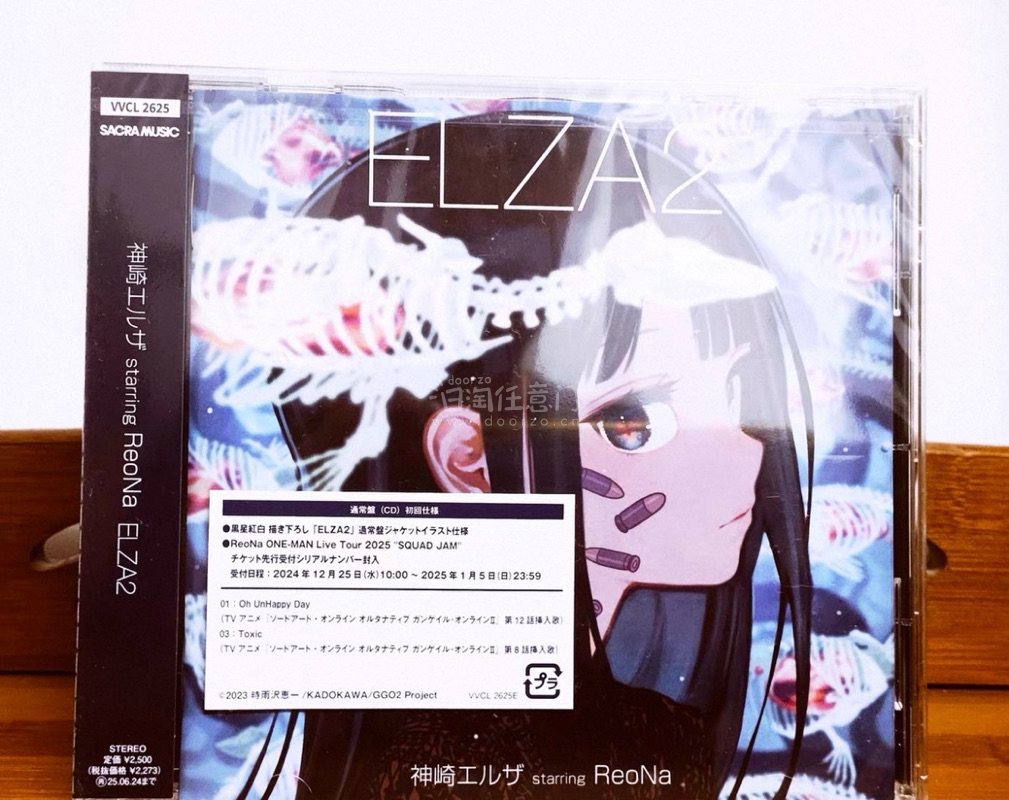 VVCL 2625
SACRA MUSIC
神崎エルザ starring ReoNa ELZA2
STEREO
定価 ¥2,500
(税抜価格 ¥2,273)
再 25.06.24まで
ELZA2
doorzo
www.doorzo.cn
通常盤（CD）初回仕様
●黒星紅白 描き下ろし「ELZA2」通常盤ジャケットイラスト仕様
●ReoNa ONE-MAN Live Tour 2025 "SQUAD JAM"
チケット先行受付シリアルナンバー封入
受付日程：2024年12月25日(水)10:00 ～ 2025年1月5日(日)23:59
01：Oh UnHappy Day
(TVアニメ「ソードアート・オンライン オルタナティブ ガンゲイル・オンラインⅡ」第12話挿入歌)
03：Toxic
(TVアニメ「ソードアート・オンライン オルタナティブ ガンゲイル・オンラインⅡ」第8話挿入歌)
プラ
©2023 時雨沢恵一/KADOKAWA/GGO2 Project
VVCL 2625E
神崎エルザ starring ReoNa